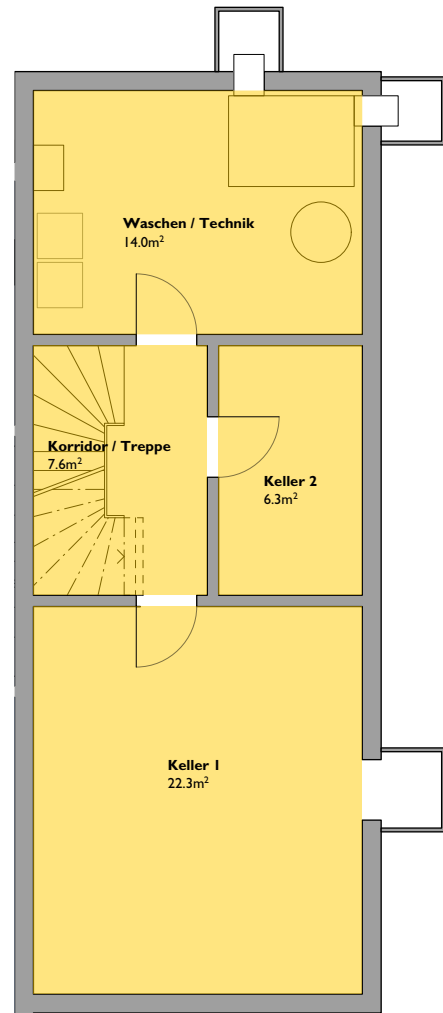 Waschen / Technik
14.0m²
Korridor / Treppe
7.6m²
Keller 2
6.3m²
Keller 1
22.3m²